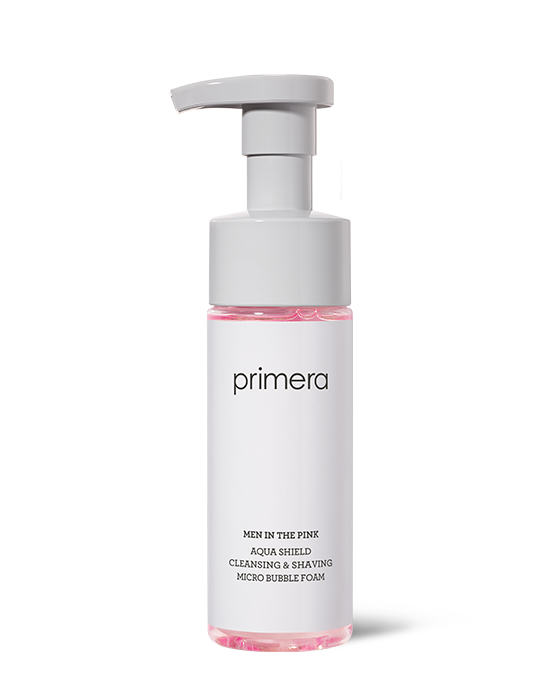 primera
MEN IN THE PINK
AQUA SHIELD
CLEANSING & SHAVING
MICRO BUBBLE FOAM